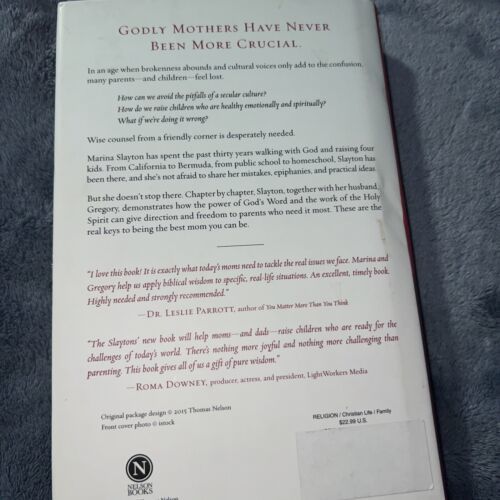 GODLY MOTHERS HAVE NEVER
BEEN MORE CRUCIAL.
In an age when brokenness abounds and cultural voices only add to the confusion,
many parents—and children—feel lost.
How can we avoid the pitfalls of a secular culture?
How do we raise children who are healthy emotionally and spiritually?
What if we're doing it wrong?
Wise counsel from a friendly corner is desperately needed.
Marina Slayton has spent the past thirty years walking with God and raising four
kids. From California to Bermuda, from public school to homeschool, Slayton has
been there, and she's not afraid to share her mistakes, epiphanies, and practical ideas.
But she doesn't stop there. Chapter by chapter, Slayton, together with her husband,
Gregory, demonstrates how the power of God's Word and the work of the Holy
Spirit can give direction and freedom to parents who need it most. These are the
real keys to being the best mom you can be.
"I love this book! It is exactly what today's moms need to tackle the real issues we face. Marina and
Gregory help us apply biblical wisdom to specific, real-life situations. An excellent, timely book.
Highly needed and strongly recommended."
—DR. LESLIE PARROTT, author of You Matter More Than You Think
"The Slaytons' new book will help moms—and dads—raise children who are ready for the
challenges of today's world. There's nothing more joyful and nothing more challenging than
parenting. This book gives all of us a gift of pure wisdom."
—ROMA DOWNEY, producer, actress, and president, LightWorkers Media
Original package design © 2015 Thomas Nelson
Front cover photo © istock
RELIGION / Christian Life / Family
$22.99 U.S.
N
NELSON
BOOKS
Nelson